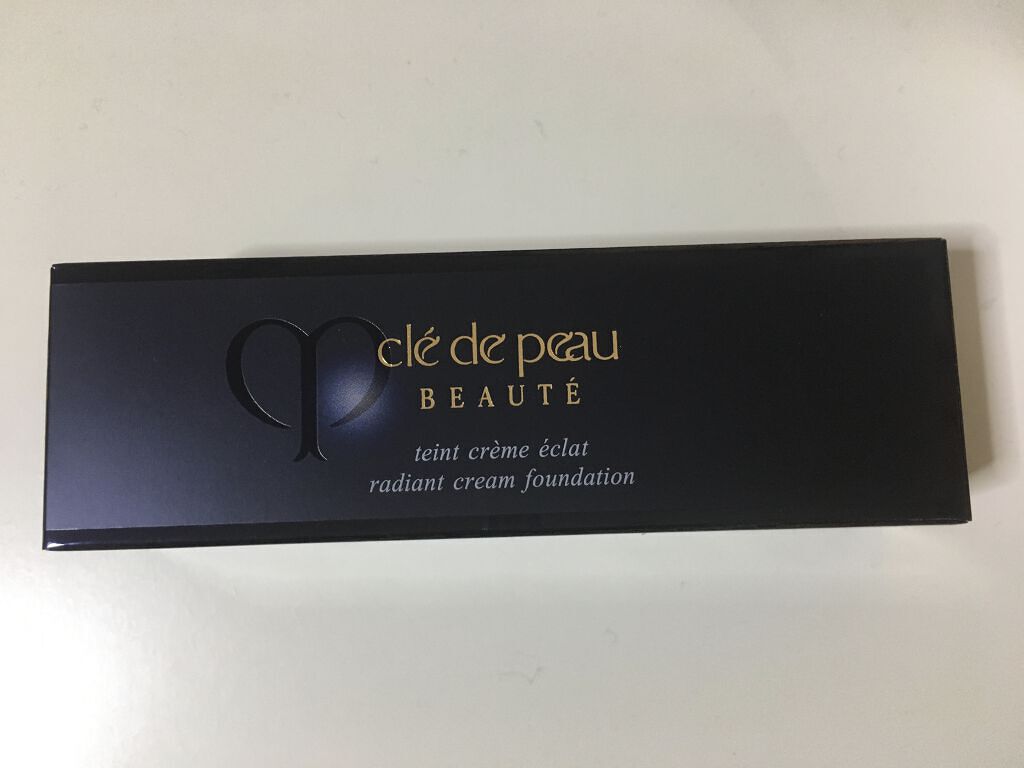 clé de peau
BEAUTÉ
teint crème éclat
radiant cream foundation